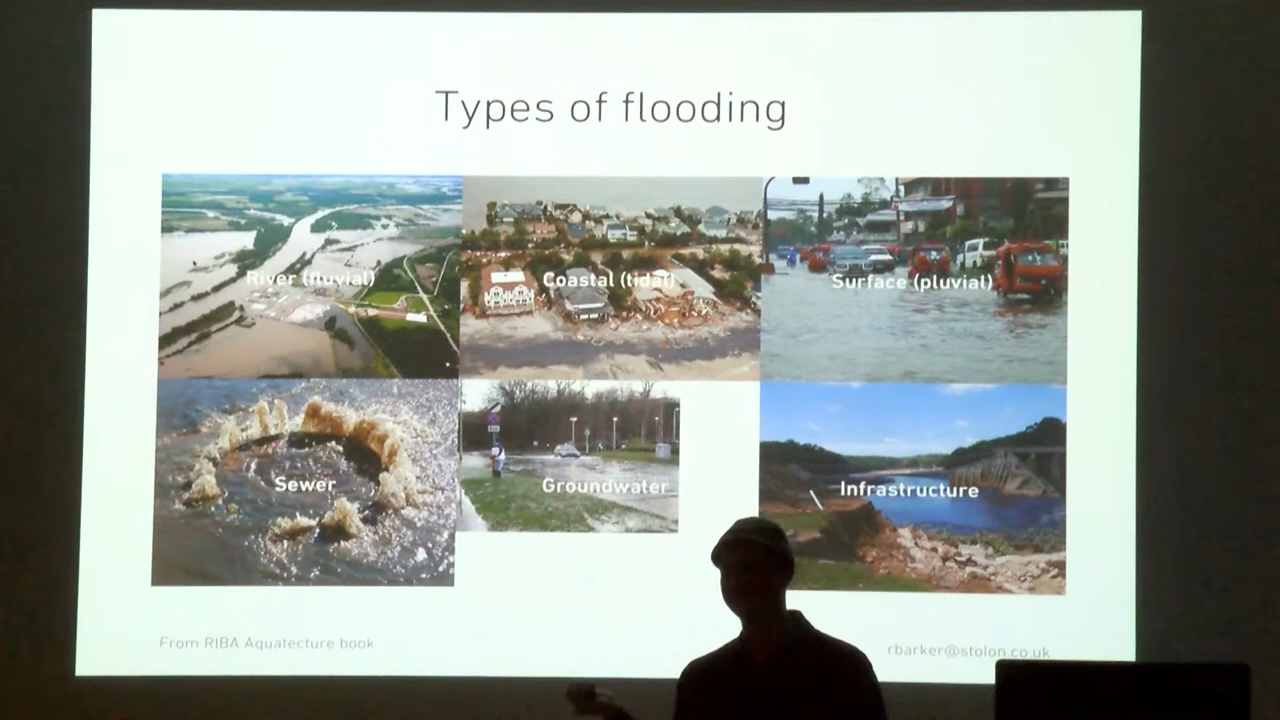 Types of flooding
River (fluvial)
Coastal (tidal)
Surface (pluvial)
Sewer
Groundwater
Infrastructure
From RIBA Aquatecture book
rbarker@stolon.co.uk